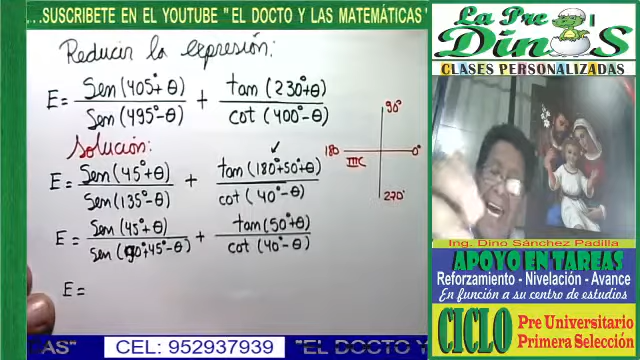 ...SUSCRIBETE EN EL YOUTUBE "EL DOCTO Y LAS MATEMÁTICAS"
La Pre
DinoS
CLASES PERSONALIZADAS
Reducir la expresión:
E = Sen(405°+θ)/Sen(495°-θ) + tan(230°+θ)/cot(400°-θ)
Solución:
E = Sen(45°+θ)/Sen(135°-θ) + tan(180°+50°+θ)/cot(40°-θ)
90°
180 0°
IIIC
270°
E = Sen(45°+θ)/sen(90°+45°-θ) + tan(50°+θ)/cot(40°-θ)
E =
Ing. Dino Sánchez Padilla
APOYO EN TAREAS
Reforzamiento - Nivelación - Avance
En función a su centro de estudios
CICLO Pre Universitario
Primera Selección
AS" CEL: 952937939 "EL DOCTO Y